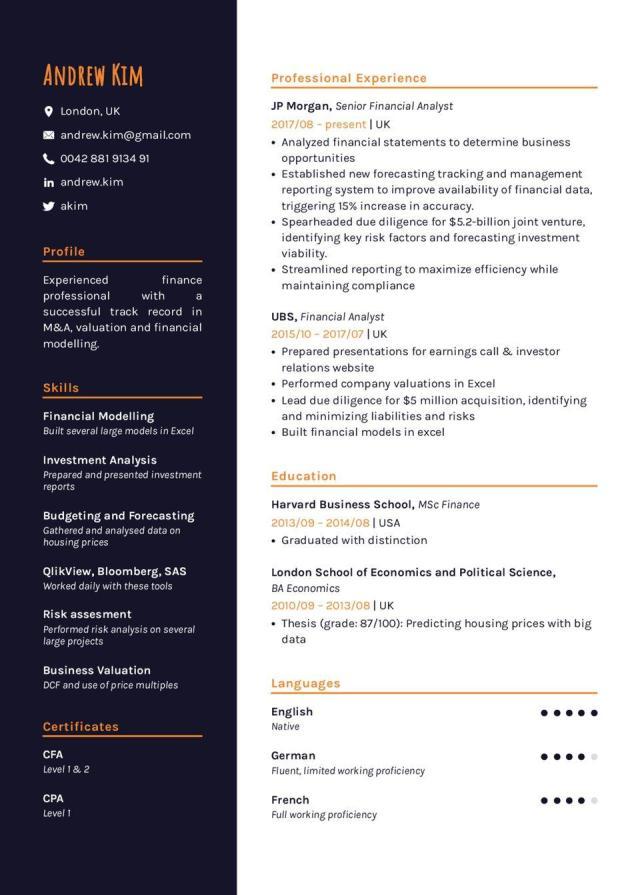 Andrew Kim
London, UK
andrew.kim@gmail.com
0042 881 9134 91
andrew.kim
akim
Profile
Experienced finance
professional with a
successful track record in
M&A, valuation and financial
modelling.
Skills
Financial Modelling
Built several large models in Excel
Investment Analysis
Prepared and presented investment
reports
Budgeting and Forecasting
Gathered and analysed data on
housing prices
QlikView, Bloomberg, SAS
Worked daily with these tools
Risk assesment
Performed risk analysis on several
large projects
Business Valuation
DCF and use of price multiples
Certificates
CFA
Level 1 & 2
CPA
Level 1
Professional Experience
JP Morgan, Senior Financial Analyst
2017/08 – present | UK
• Analyzed financial statements to determine business
opportunities
• Established new forecasting tracking and management
reporting system to improve availability of financial data,
triggering 15% increase in accuracy.
• Spearheaded due diligence for $5.2-billion joint venture,
identifying key risk factors and forecasting investment
viability.
• Streamlined reporting to maximize efficiency while
maintaining compliance
UBS, Financial Analyst
2015/10 – 2017/07 | UK
• Prepared presentations for earnings call & investor
relations website
• Performed company valuations in Excel
• Lead due diligence for $5 million acquisition, identifying
and minimizing liabilities and risks
• Built financial models in excel
Education
Harvard Business School, MSc Finance
2013/09 – 2014/08 | USA
• Graduated with distinction
London School of Economics and Political Science,
BA Economics
2010/09 – 2013/08 | UK
• Thesis (grade: 87/100): Predicting housing prices with big
data
Languages
English
Native
German
Fluent, limited working proficiency
French
Full working proficiency